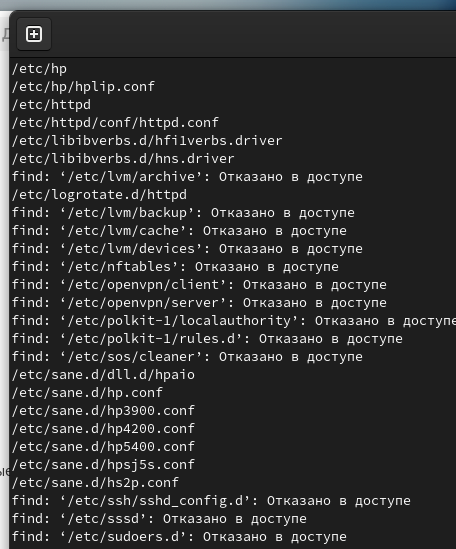 /etc/hp
/etc/hp/hplip.conf
/etc/httpd
/etc/httpd/conf/httpd.conf
/etc/libibverbs.d/hfi1verbs.driver
/etc/libibverbs.d/hns.driver
find: ‘/etc/lvm/archive’: Отказано в доступе
/etc/logrotate.d/httpd
find: ‘/etc/lvm/backup’: Отказано в доступе
find: ‘/etc/lvm/cache’: Отказано в доступе
find: ‘/etc/lvm/devices’: Отказано в доступе
find: ‘/etc/nftables’: Отказано в доступе
find: ‘/etc/openvpn/client’: Отказано в доступе
find: ‘/etc/openvpn/server’: Отказано в доступе
find: ‘/etc/polkit-1/localauthority’: Отказано в доступе
find: ‘/etc/polkit-1/rules.d’: Отказано в доступе
find: ‘/etc/sos/cleaner’: Отказано в доступе
/etc/sane.d/dll.d/hpaio
/etc/sane.d/hp.conf
/etc/sane.d/hp3900.conf
/etc/sane.d/hp4200.conf
/etc/sane.d/hp5400.conf
/etc/sane.d/hpsj5s.conf
/etc/sane.d/hs2p.conf
find: ‘/etc/ssh/sshd_config.d’: Отказано в доступе
find: ‘/etc/sssd’: Отказано в доступе
find: ‘/etc/sudoers.d’: Отказано в доступе